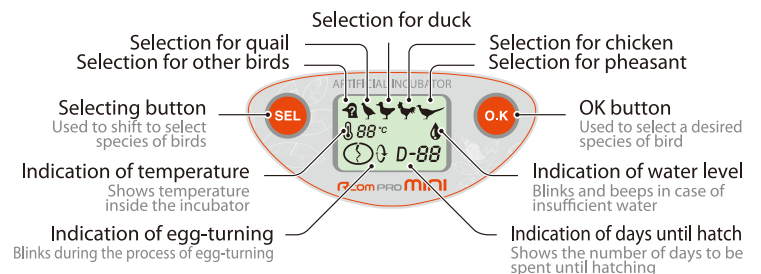 Selection for duck
Selection for quail
Selection for chicken
Selection for other birds
Selection for pheasant
ARTIFICIAL INCUBATOR
Selecting button
Used to shift to select
species of birds
SEL
O.K
OK button
Used to select a desired
species of bird
88 °C
D-88
Indication of temperature
Shows temperature
inside the incubator
Indication of water level
Blinks and beeps in case of
insufficient water
Rcom PRO MINI
Indication of egg-turning
Blinks during the process of egg-turning
Indication of days until hatch
Shows the number of days to be
spent until hatching